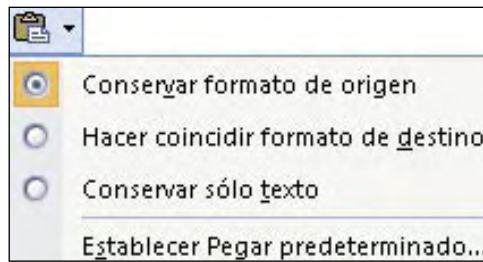 Conservar formato de origen
Hacer coincidir formato de destino
Conservar sólo texto
Establecer Pegar predeterminado...